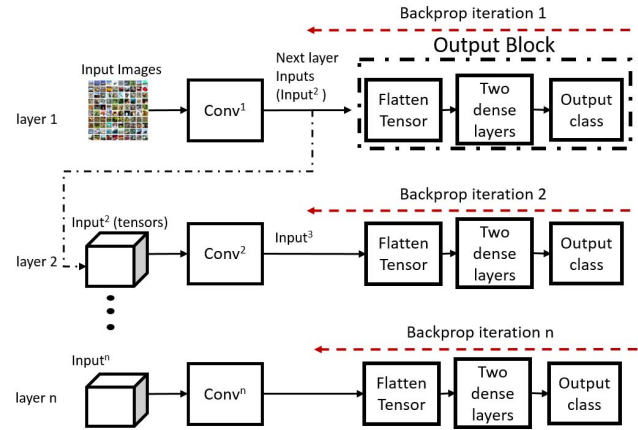 Backprop iteration 1
Output Block
Input Images
Next layer
Inputs
(Input² )
layer 1
Conv¹
Flatten
Tensor
Two
dense
layers
Output
class
Backprop iteration 2
Input² (tensors)
layer 2
Conv²
Input³
Flatten
Tensor
Two
dense
layers
Output
class
Backprop iteration n
Inputⁿ
layer n
Convⁿ
Flatten
Tensor
Two
dense
layers
Output
class